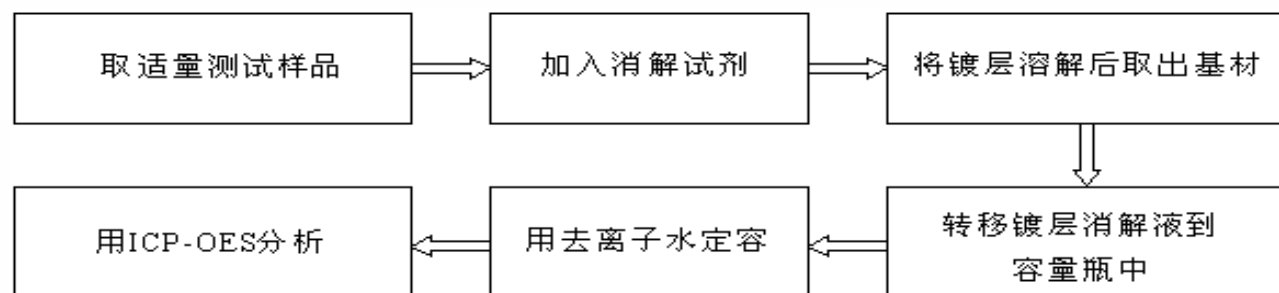 取适量测试样品
加入消解试剂
将镀层溶解后取出基材
转移镀层消解液到
容量瓶中
用去离子水定容
用ICP-OES分析